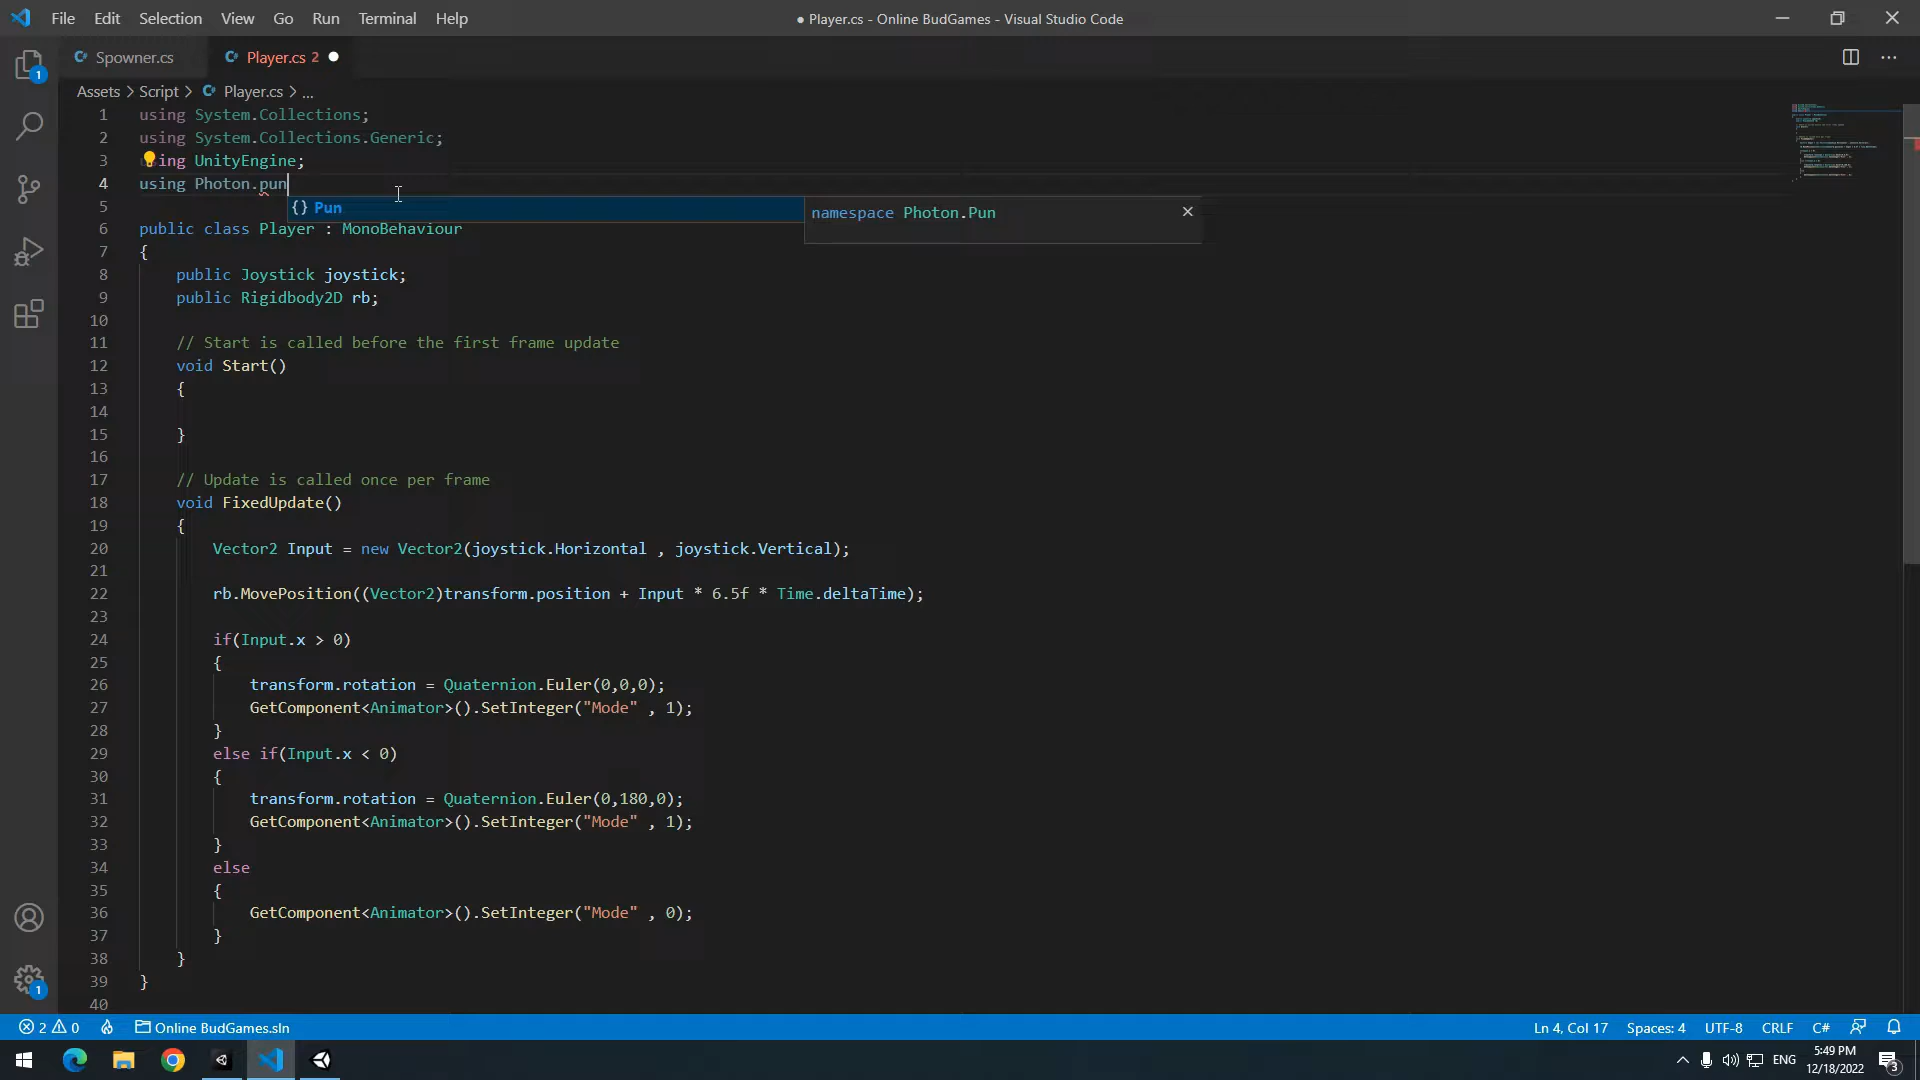 File Edit Selection View Go Run Terminal Help
● Player.cs - Online BudGames - Visual Studio Code
Spowner.cs
Player.cs 2 ●
Assets > Script > Player.cs > ...
1 using System.Collections;
2 using System.Collections.Generic;
3 using UnityEngine;
4 using Photon.pun
{} Pun
namespace Photon.Pun
5
6 public class Player : MonoBehaviour
7 {
8 public Joystick joystick;
9 public Rigidbody2D rb;
10
11 // Start is called before the first frame update
12 void Start()
13 {
14
15 }
16
17 // Update is called once per frame
18 void FixedUpdate()
19 {
20 Vector2 Input = new Vector2(joystick.Horizontal , joystick.Vertical);
21
22 rb.MovePosition((Vector2)transform.position + Input * 6.5f * Time.deltaTime);
23
24 if(Input.x > 0)
25 {
26 transform.rotation = Quaternion.Euler(0,0,0);
27 GetComponent<Animator>().SetInteger("Mode" , 1);
28 }
29 else if(Input.x < 0)
30 {
31 transform.rotation = Quaternion.Euler(0,180,0);
32 GetComponent<Animator>().SetInteger("Mode" , 1);
33 }
34 else
35 {
36 GetComponent<Animator>().SetInteger("Mode" , 0);
37 }
38 }
39 }
40
1
1
2 0 Online BudGames.sln
Ln 4, Col 17 Spaces: 4 UTF-8 CRLF C#
ENG
5:49 PM
12/18/2022
3